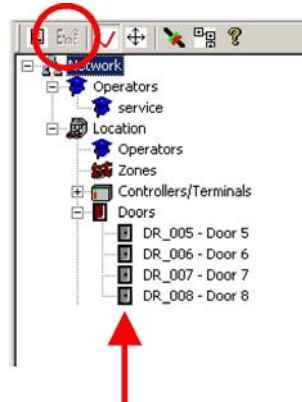 Network
Operators
service
Location
Operators
Zones
Controllers/Terminals
Doors
DR_005 - Door 5
DR_006 - Door 6
DR_007 - Door 7
DR_008 - Door 8